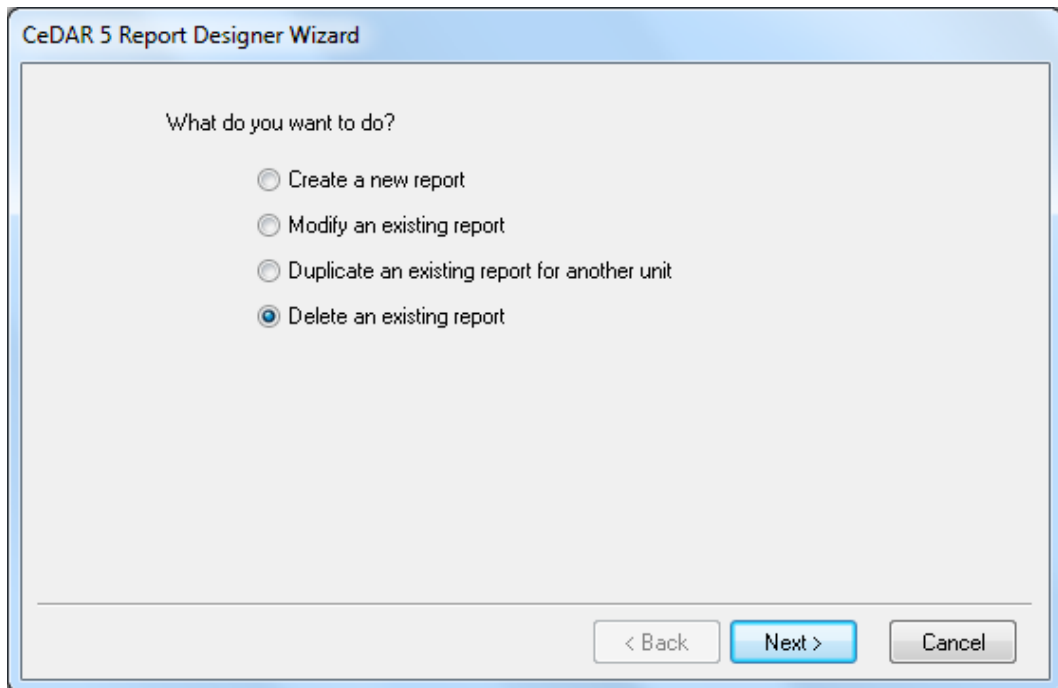 CeDAR 5 Report Designer Wizard
What do you want to do?
Create a new report
Modify an existing report
Duplicate an existing report for another unit
Delete an existing report
< Back Next > Cancel